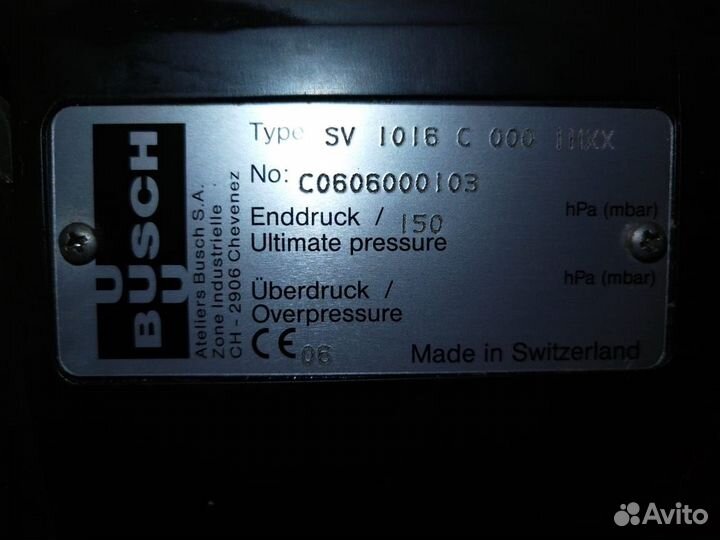 BUSCH
Ateliers Busch S.A.
Zone Industrielle
CH - 2906 Chevenez
Type SV 1016 C 000
No: C0606000103
Enddruck / 150 hPa (mbar)
Ultimate pressure
Überdruck / hPa (mbar)
Overpressure
CE 06
Made in Switzerland
Avito